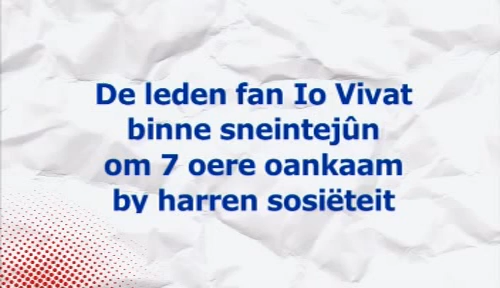 De leden fan Io Vivat
binne sneintejûn
om 7 oere oankaam
by harren sosiëteit